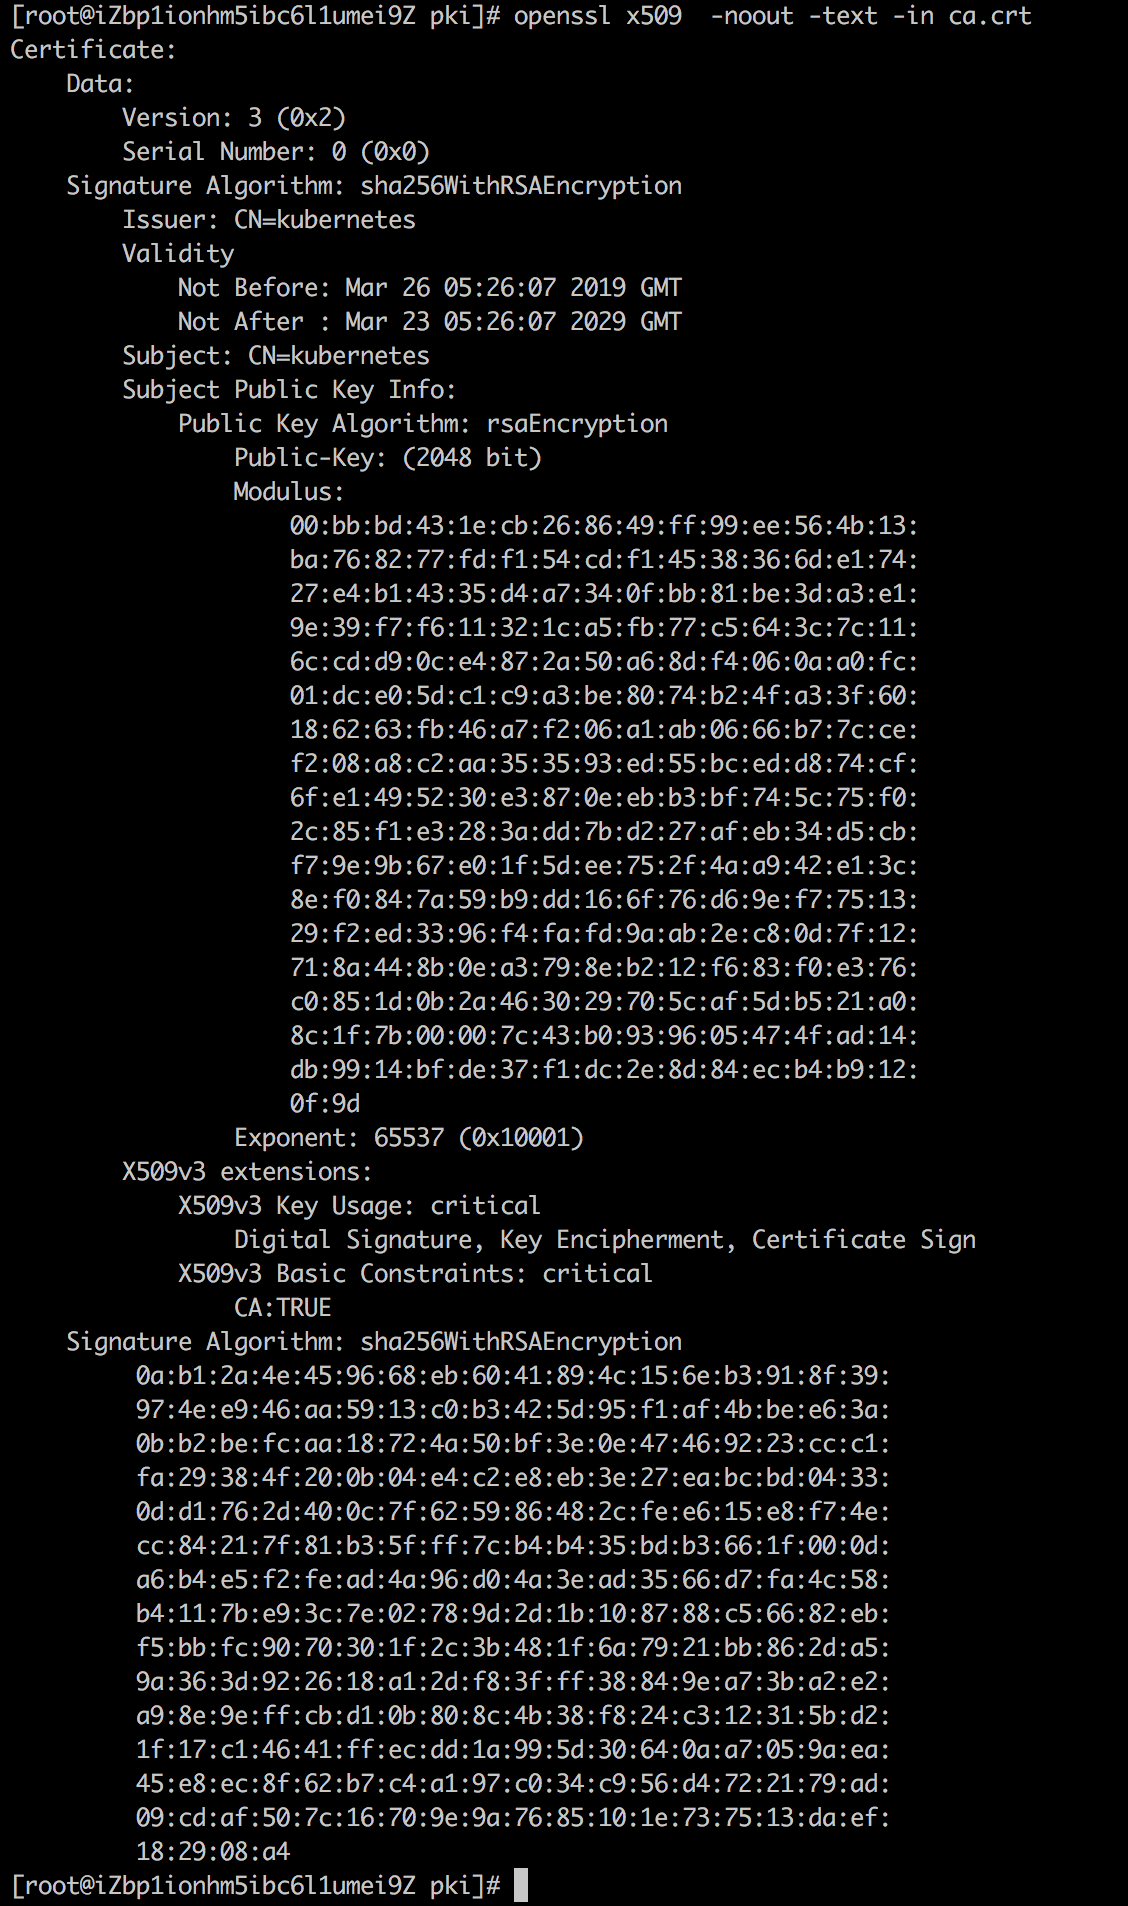 [root@iZbp1ionhm5ibc6l1umei9Z pki]# openssl x509  -noout -text -in ca.crt
Certificate:
    Data:
        Version: 3 (0x2)
        Serial Number: 0 (0x0)
    Signature Algorithm: sha256WithRSAEncryption
        Issuer: CN=kubernetes
        Validity
            Not Before: Mar 26 05:26:07 2019 GMT
            Not After : Mar 23 05:26:07 2029 GMT
        Subject: CN=kubernetes
        Subject Public Key Info:
            Public Key Algorithm: rsaEncryption
                Public-Key: (2048 bit)
                Modulus:
                    00:bb:bd:43:1e:cb:26:86:49:ff:99:ee:56:4b:13:
                    ba:76:82:77:fd:f1:54:cd:f1:45:38:36:6d:e1:74:
                    27:e4:b1:43:35:d4:a7:34:0f:bb:81:be:3d:a3:e1:
                    9e:39:f7:f6:11:32:1c:a5:fb:77:c5:64:3c:7c:11:
                    6c:cd:d9:0c:e4:87:2a:50:a6:8d:f4:06:0a:a0:fc:
                    01:dc:e0:5d:c1:c9:a3:be:80:74:b2:4f:a3:3f:60:
                    18:62:63:fb:46:a7:f2:06:a1:ab:06:66:b7:7c:ce:
                    f2:08:a8:c2:aa:35:35:93:ed:55:bc:ed:d8:74:cf:
                    6f:e1:49:52:30:e3:87:0e:eb:b3:bf:74:5c:75:f0:
                    2c:85:f1:e3:28:3a:dd:7b:d2:27:af:eb:34:d5:cb:
                    f7:9e:9b:67:e0:1f:5d:ee:75:2f:4a:a9:42:e1:3c:
                    8e:f0:84:7a:59:b9:dd:16:6f:76:d6:9e:f7:75:13:
                    29:f2:ed:33:96:f4:fa:fd:9a:ab:2e:c8:0d:7f:12:
                    71:8a:44:8b:0e:a3:79:8e:b2:12:f6:83:f0:e3:76:
                    c0:85:1d:0b:2a:46:30:29:70:5c:af:5d:b5:21:a0:
                    8c:1f:7b:00:00:7c:43:b0:93:96:05:47:4f:ad:14:
                    db:99:14:bf:de:37:f1:dc:2e:8d:84:ec:b4:b9:12:
                    0f:9d
                Exponent: 65537 (0x10001)
        X509v3 extensions:
            X509v3 Key Usage: critical
                Digital Signature, Key Encipherment, Certificate Sign
            X509v3 Basic Constraints: critical
                CA:TRUE
    Signature Algorithm: sha256WithRSAEncryption
         0a:b1:2a:4e:45:96:68:eb:60:41:89:4c:15:6e:b3:91:8f:39:
         97:4e:e9:46:aa:59:13:c0:b3:42:5d:95:f1:af:4b:be:e6:3a:
         0b:b2:be:fc:aa:18:72:4a:50:bf:3e:0e:47:46:92:23:cc:c1:
         fa:29:38:4f:20:0b:04:e4:c2:e8:eb:3e:27:ea:bc:bd:04:33:
         0d:d1:76:2d:40:0c:7f:62:59:86:48:2c:fe:e6:15:e8:f7:4e:
         cc:84:21:7f:81:b3:5f:ff:7c:b4:b4:35:bd:b3:66:1f:00:0d:
         a6:b4:e5:f2:fe:ad:4a:96:d0:4a:3e:ad:35:66:d7:fa:4c:58:
         b4:11:7b:e9:3c:7e:02:78:9d:2d:1b:10:87:88:c5:66:82:eb:
         f5:bb:fc:90:70:30:1f:2c:3b:48:1f:6a:79:21:bb:86:2d:a5:
         9a:36:3d:92:26:18:a1:2d:f8:3f:ff:38:84:9e:a7:3b:a2:e2:
         a9:8e:9e:ff:cb:d1:0b:80:8c:4b:38:f8:24:c3:12:31:5b:d2:
         1f:17:c1:46:41:ff:ec:dd:1a:99:5d:30:64:0a:a7:05:9a:ea:
         45:e8:ec:8f:62:b7:c4:a1:97:c0:34:c9:56:d4:72:21:79:ad:
         09:cd:af:50:7c:16:70:9e:9a:76:85:10:1e:73:75:13:da:ef:
         18:29:08:a4
[root@iZbp1ionhm5ibc6l1umei9Z pki]#